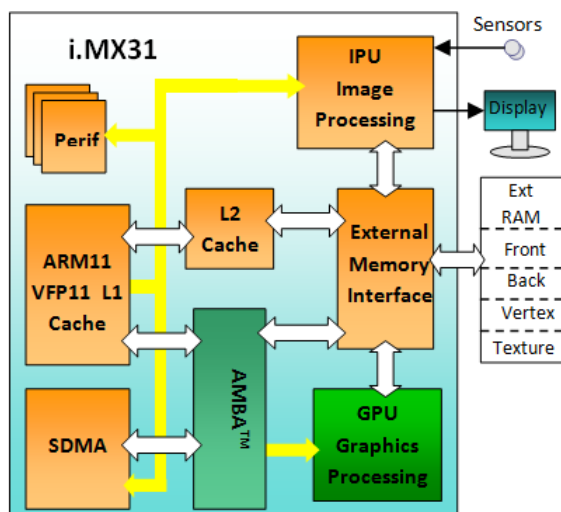 i.MX31
Sensors
IPU
Image
Processing
Display
Perif
Ext
RAM
Front
Back
Vertex
Texture
L2
Cache
External
Memory
Interface
ARM11
VFP11 L1
Cache
AMBA™
SDMA
GPU
Graphics
Processing